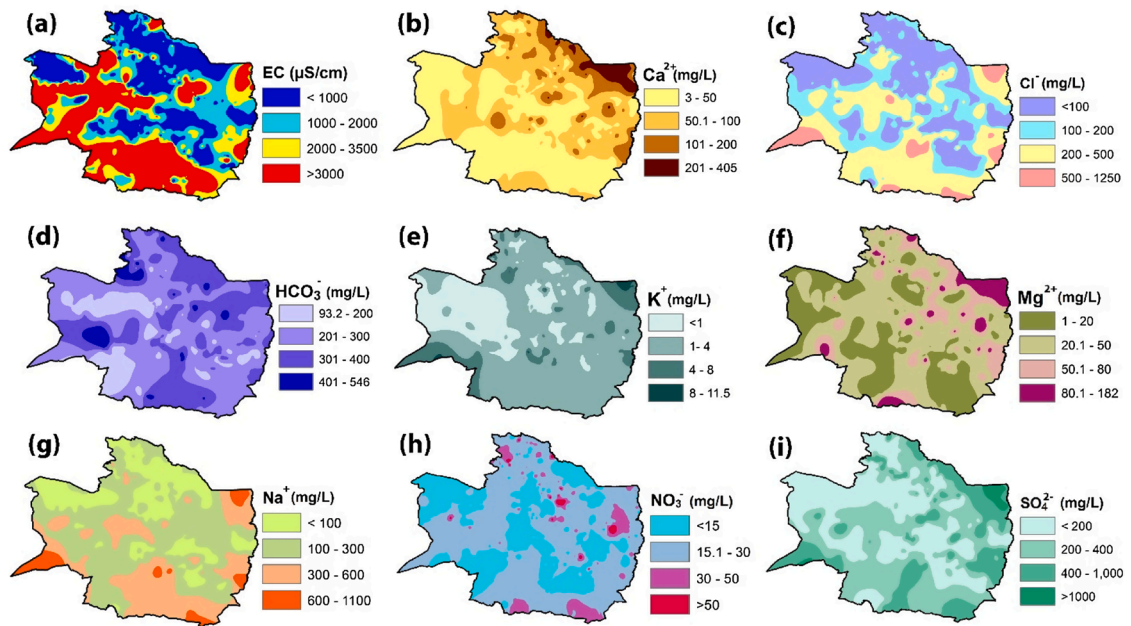 (a)
EC (µS/cm)
< 1000
1000 - 2000
2000 - 3500
>3000
(b)
Ca²⁺(mg/L)
3 - 50
50.1 - 100
101 - 200
201 - 405
(c)
Cl⁻(mg/L)
<100
100 - 200
200 - 500
500 - 1250
(d)
HCO₃⁻
(mg/L)
93.2 - 200
201 - 300
301 - 400
401 - 546
(e)
K⁺(mg/L)
<1
1- 4
4 - 8
8 - 11.5
(f)
Mg²⁺(mg/L)
1 - 20
20.1 - 50
50.1 - 80
80.1 - 182
(g)
Na⁺(mg/L)
< 100
100 - 300
300 - 600
600 - 1100
(h)
NO₃⁻(mg/L)
<15
15.1 - 30
30 - 50
>50
(i)
SO₄²⁻ (mg/L)
<200
200 - 400
400 - 1,000
>1000